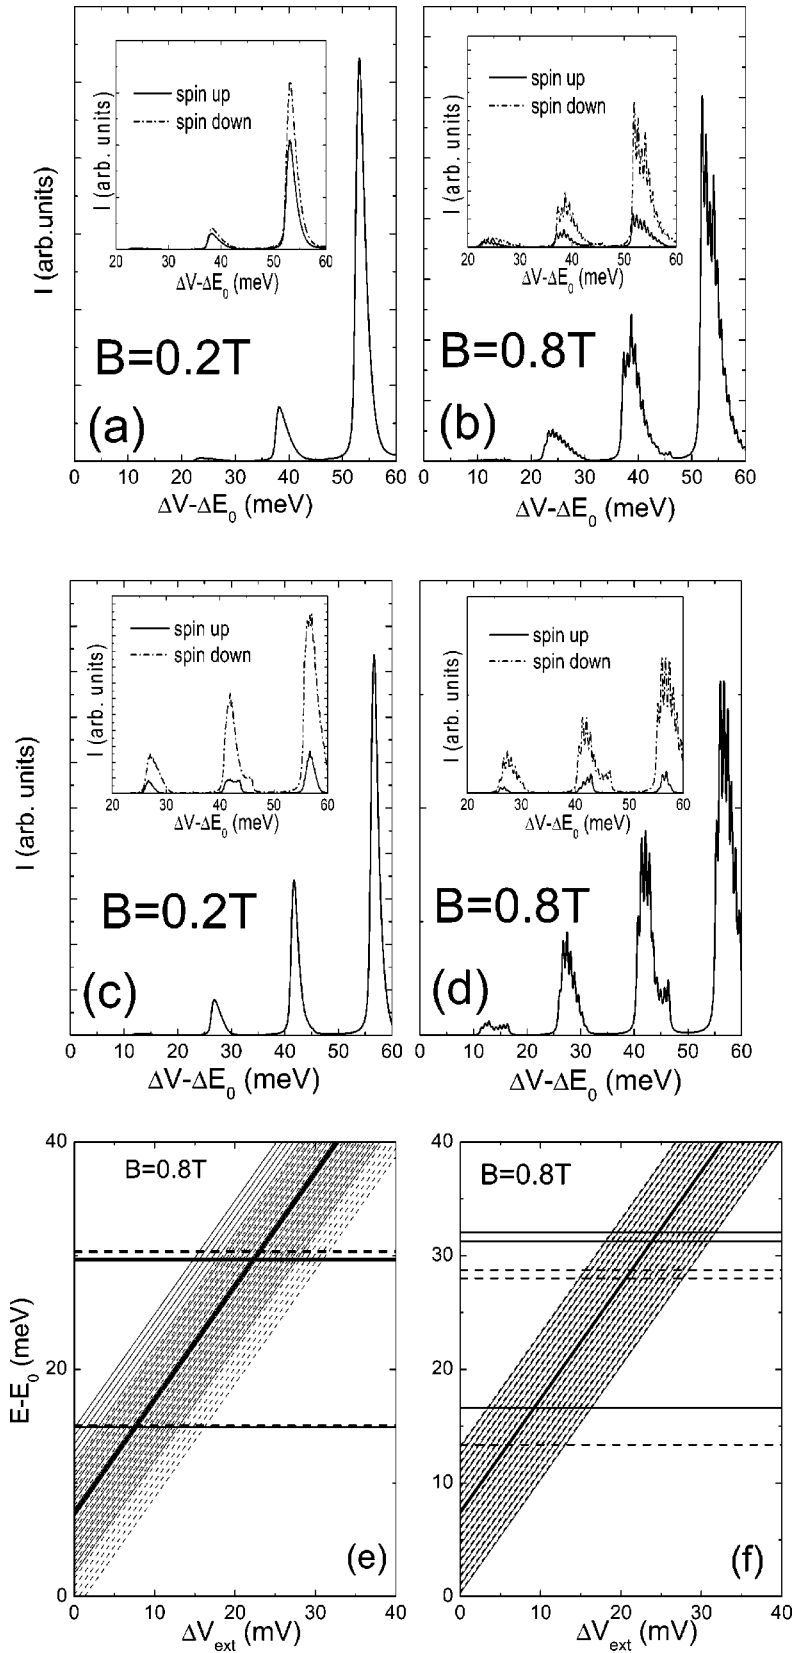 I (arb.units)
I (arb. units)
spin up
spin down
20 30 40 50 60
ΔV-ΔE₀ (meV)
B=0.2T
(a)
0 10 20 30 40 50 60
ΔV-ΔE₀ (meV)
I (arb. units)
spin up
spin down
20 30 40 50 60
ΔV-ΔE₀ (meV)
B=0.8T
(b)
0 10 20 30 40 50 60
ΔV-ΔE₀ (meV)
I (arb. units)
I (arb. units)
spin up
spin down
20 30 40 50 60
ΔV-ΔE₀ (meV)
B=0.2T
(c)
0 10 20 30 40 50 60
ΔV-ΔE₀ (meV)
I (arb. units)
spin up
spin down
20 30 40 50 60
ΔV-ΔE₀ (meV)
B=0.8T
(d)
0 10 20 30 40 50 60
ΔV-ΔE₀ (meV)
E-E₀ (meV)
40
30
20
10
0
B=0.8T
(e)
0 10 20 30 40
ΔVext (mV)
40
30
20
10
0
B=0.8T
(f)
0 10 20 30 40
ΔVext (mV)